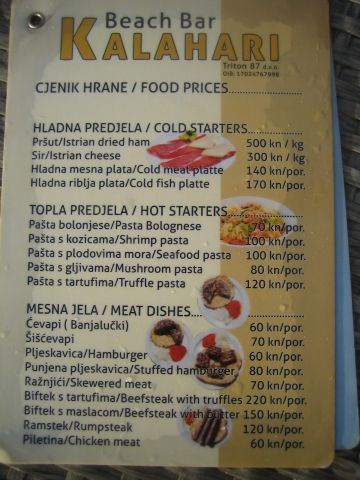 Beach Bar
KALAHARI
Triton 87 d.o.o.
OIB: 17024767998
CJENIK HRANE / FOOD PRICES
HLADNA PREDJELA / COLD STARTERS
Pršut/Istrian dried ham 500 kn / kg
Sir/Istrian cheese 300 kn / kg
Hladna mesna plata/Cold meat platte 140 kn/por.
Hladna riblja plata/Cold fish platte 170 kn/por.
TOPLA PREDJELA / HOT STARTERS
Pašta bolonjese/Pasta Bolognese 70 kn/por.
Pašta s kozicama/Shrimp pasta 100 kn/por.
Pašta s plodovima mora/Seafood pasta 100 kn/por.
Pašta s gljivama/Mushroom pasta 80 kn/por.
Pašta s tartufima/Truffle pasta 120 kn/por.
MESNA JELA / MEAT DISHES
Ćevapi ( Banjalučki) 60 kn/por.
Šišćevapi 70 kn/por.
Pljeskavica/Hamburger 60 kn/por.
Punjena pljeskavica/Stuffed hamburger 80 kn/por.
Ražnjići/Skewered meat 70 kn/por.
Biftek s tartufima/Beefsteak with truffles 220 kn/por.
Biftek s maslacom/Beefsteak with butter 150 kn/por.
Ramstek/Rumpsteak 120 kn/por.
Piletina/Chicken meat 60 kn/por.